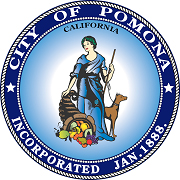 CITY OF POMONA
CALIFORNIA
INCORPORATED JAN. 1888.